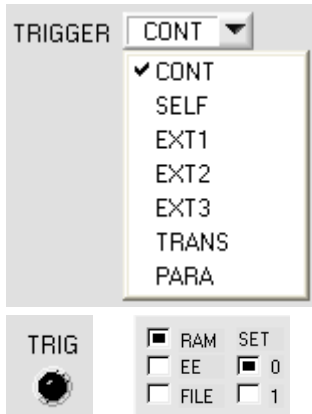 TRIGGER CONT
CONT
SELF
EXT1
EXT2
EXT3
TRANS
PARA
TRIG
RAM SET
EE 0
FILE 1